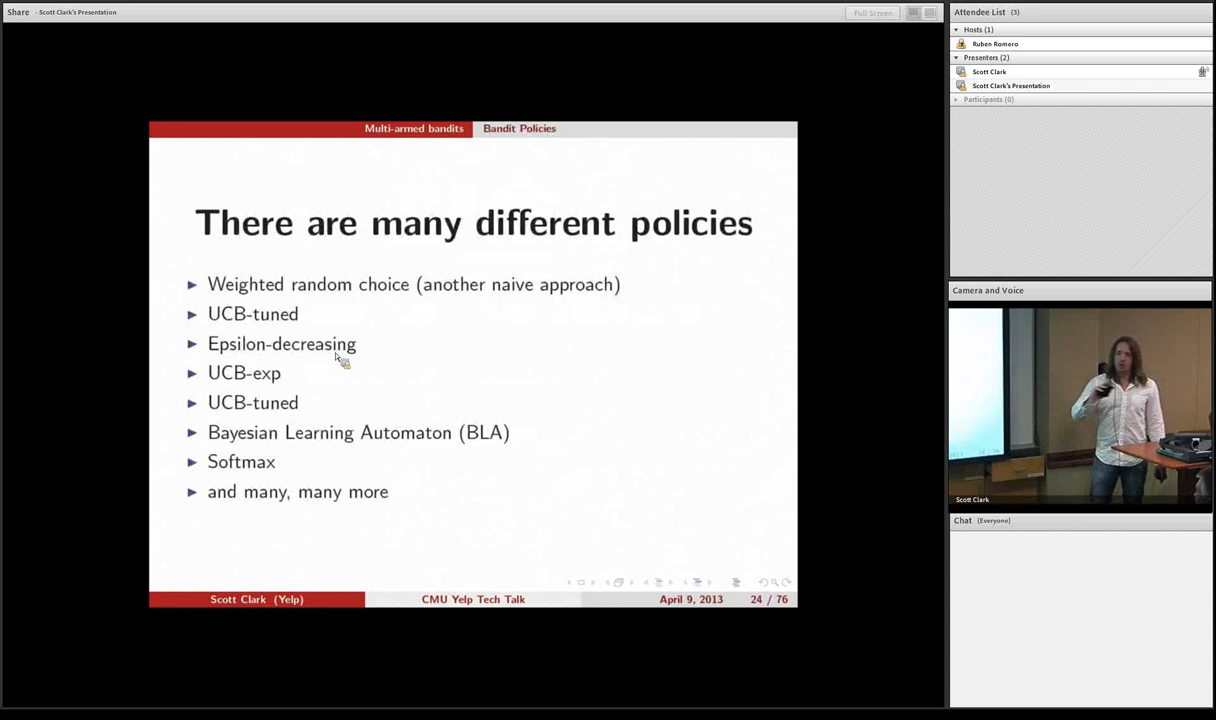 Share - Scott Clark's Presentation
Full Screen
Multi-armed bandits Bandit Policies
There are many different policies
Weighted random choice (another naive approach)
UCB-tuned
Epsilon-decreasing
UCB-exp
UCB-tuned
Bayesian Learning Automaton (BLA)
Softmax
and many, many more
Scott Clark (Yelp) CMU Yelp Tech Talk April 9, 2013 24 / 76
Attendee List (3)
Hosts (1)
Ruben Romero
Presenters (2)
Scott Clark
Scott Clark's Presentation
Participants (0)
Camera and Voice
Scott Clark
Chat (Everyone)